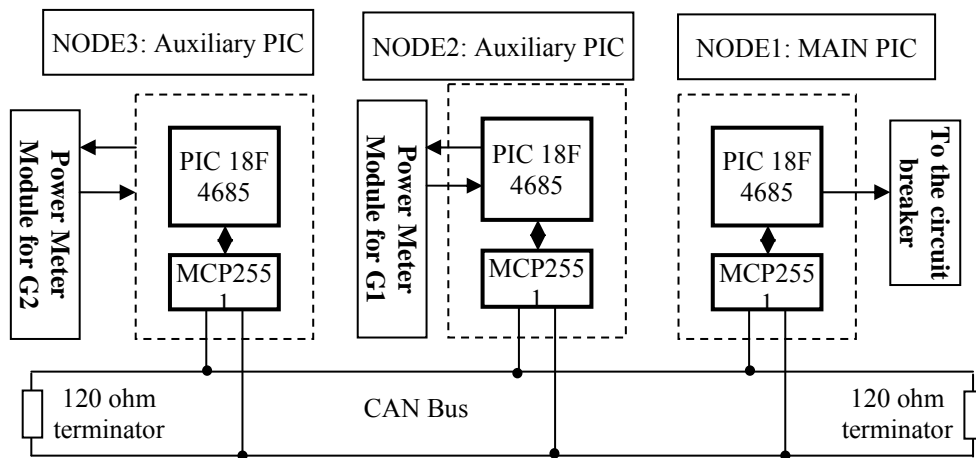 NODE3: Auxiliary PIC
NODE2: Auxiliary PIC
NODE1: MAIN PIC
Power Meter
Module for G2
PIC 18F
4685
MCP255
1
Power Meter
Module for G1
PIC 18F
4685
MCP255
1
PIC 18F
4685
MCP255
1
To the circuit
breaker
120 ohm
terminator
CAN Bus
120 ohm
terminator